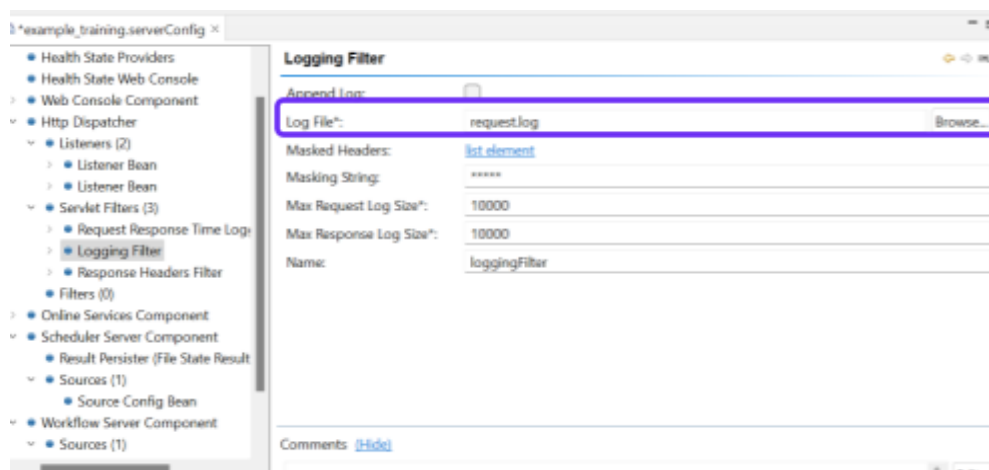 *example_training.serverConfig ×
Health State Providers
Health State Web Console
Web Console Component
Http Dispatcher
Listeners (2)
Listener Bean
Listener Bean
Servlet Filters (3)
Request Response Time Logg
Logging Filter
Response Headers Filter
Filters (0)
Online Services Component
Scheduler Server Component
Result Persister (File State Result
Sources (1)
Source Config Bean
Workflow Server Component
Sources (1)
Logging Filter
Append Log:
Log File*: request.log Browse...
Masked Headers: list element
Masking String: *****
Max Request Log Size*: 10000
Max Response Log Size*: 10000
Name: loggingFilter
Comments (Hide)